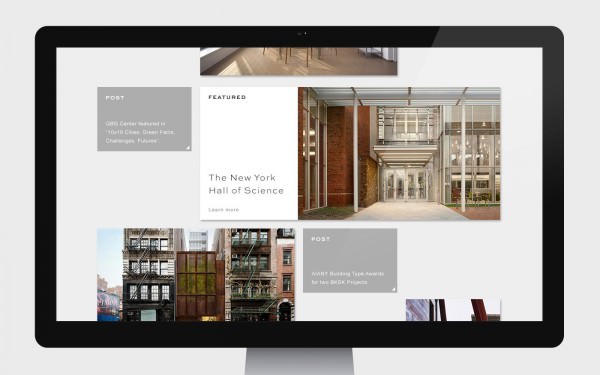 POST
GBIS Center featured in
"10x10 Cities: Green Facts,
Challenges, Futures".
FEATURED
The New York
Hall of Science
Learn more
POST
AIANY Building Type Awards
for two BKSK Projects